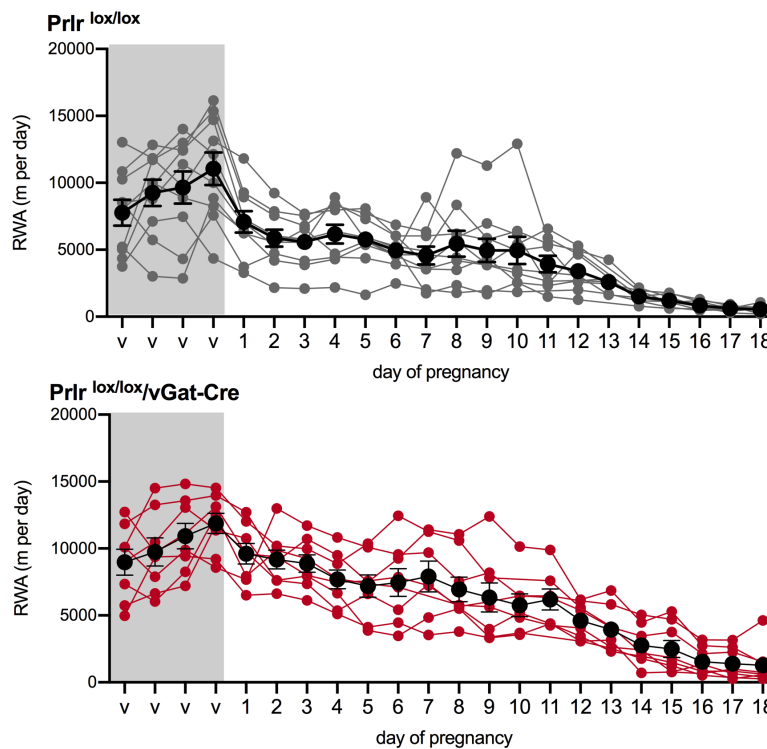 Prlr lox/lox
20000
15000
10000
5000
0
RWA (m per day)
v v v v 1 2 3 4 5 6 7 8 9 10 11 12 13 14 15 16 17 18
day of pregnancy
Prlr lox/lox/vGat-Cre
20000
15000
10000
5000
0
RWA (m per day)
v v v v 1 2 3 4 5 6 7 8 9 10 11 12 13 14 15 16 17 18
day of pregnancy